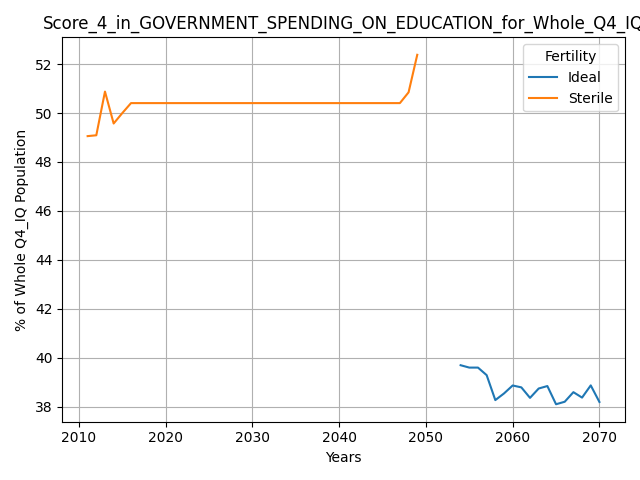 Score_4_in_GOVERNMENT_SPENDING_ON_EDUCATION_for_Whole_Q4_IQ
Fertility
Ideal
Sterile
% of Whole Q4_IQ Population
52
50
48
46
44
42
40
38
2010 2020 2030 2040 2050 2060 2070
Years